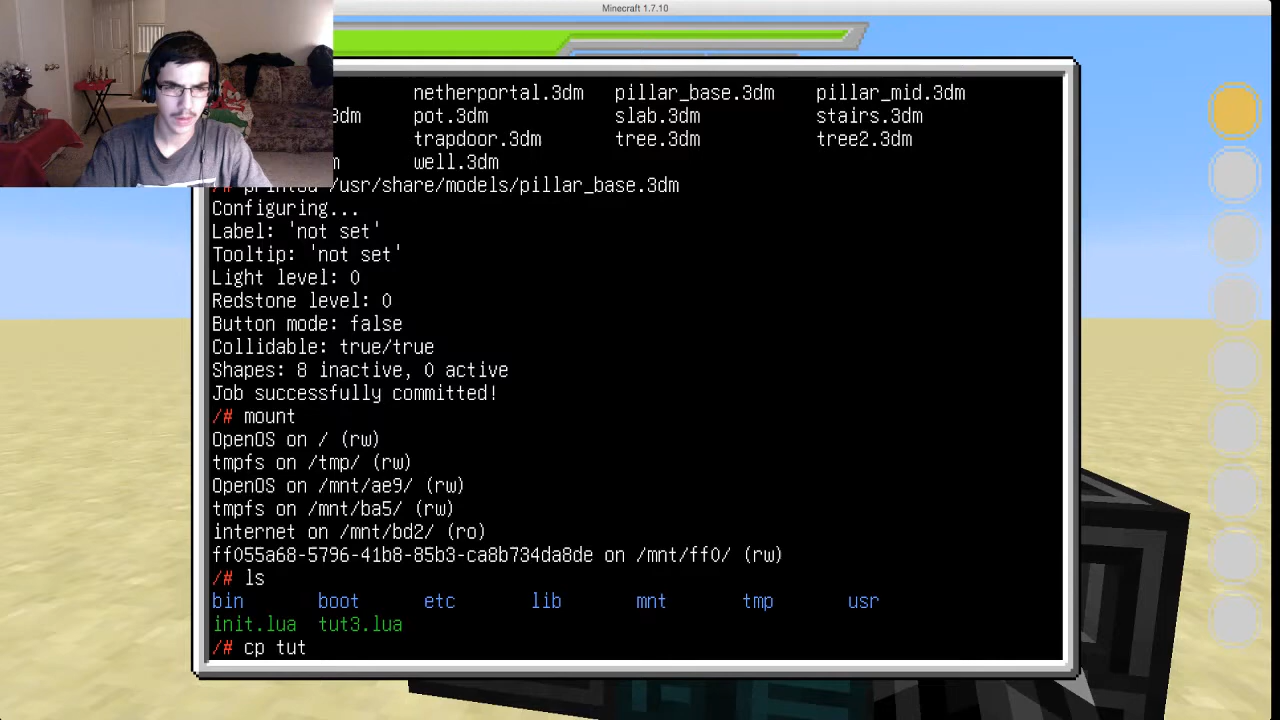 Minecraft 1.7.10
netherportal.3dm pillar_base.3dm pillar_mid.3dm
3dm pot.3dm slab.3dm stairs.3dm
trapdoor.3dm tree.3dm tree2.3dm
well.3dm
/usr/share/models/pillar_base.3dm
Configuring...
Label: 'not set'
Tooltip: 'not set'
Light level: 0
Redstone level: 0
Button mode: false
Collidable: true/true
Shapes: 8 inactive, 0 active
Job successfully committed!
/# mount
OpenOS on / (rw)
tmpfs on /tmp/ (rw)
OpenOS on /mnt/ae9/ (rw)
tmpfs on /mnt/ba5/ (rw)
internet on /mnt/bd2/ (ro)
ff055a68-5796-41b8-85b3-ca8b734da8de on /mnt/ff0/ (rw)
/# ls
bin boot etc lib mnt tmp usr
init.lua tut3.lua
/# cp tut